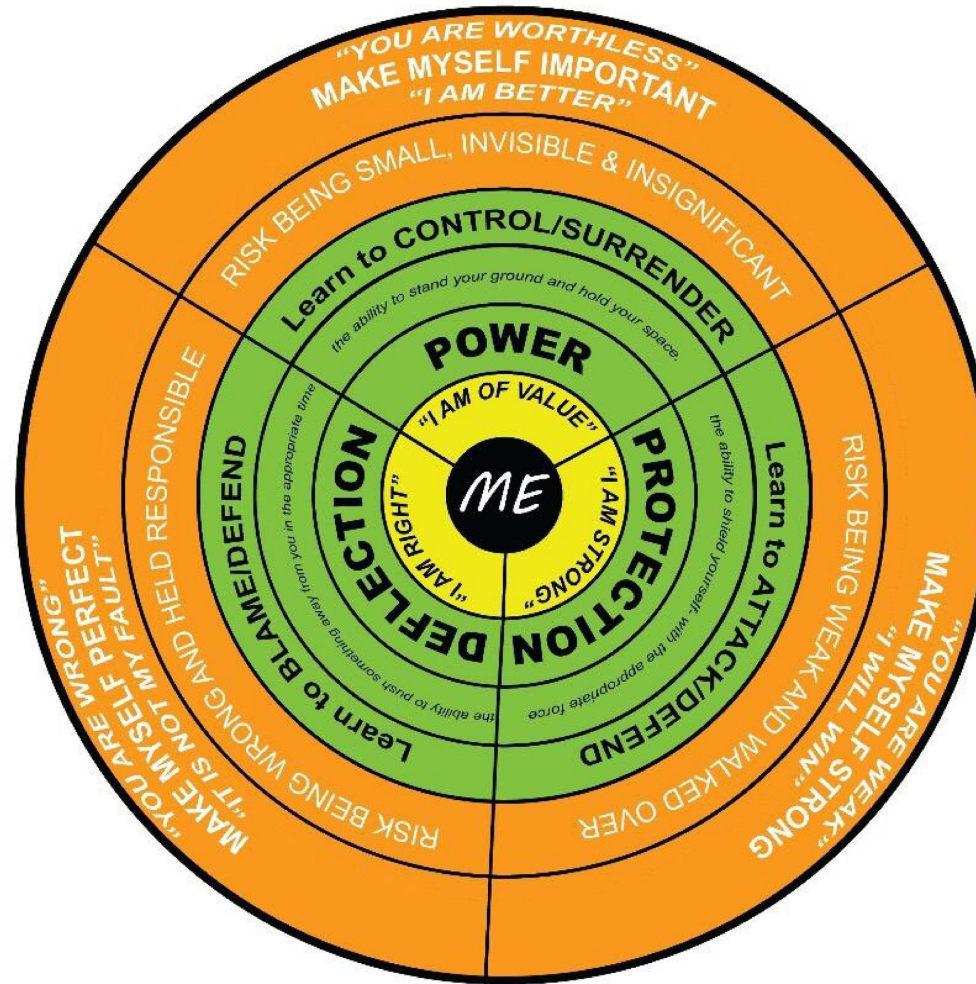 “YOU ARE WORTHLESS”
MAKE MYSELF IMPORTANT
“I AM BETTER”
RISK BEING SMALL, INVISIBLE & INSIGNIFICANT
Learn to CONTROL/SURRENDER
the ability to stand your ground and hold your space.
POWER
“I AM OF VALUE”
ME
“I AM STRONG”
PROTECTION
the ability to shield yourself- with the appropriate force
Learn to ATTACK/DEFEND
RISK BEING WEAK AND WALKED OVER
“YOU ARE WEAK”
MAKE MYSELF STRONG
“I WILL WIN”
“I AM RIGHT”
DEFLECTION
the ability to push something away from you in the appropriate time
Learn to BLAME/DEFEND
RISK BEING WRONG AND HELD RESPONSIBLE
“YOU ARE WRONG”
MAKE MYSELF PERFECT
“IT IS NOT MY FAULT”